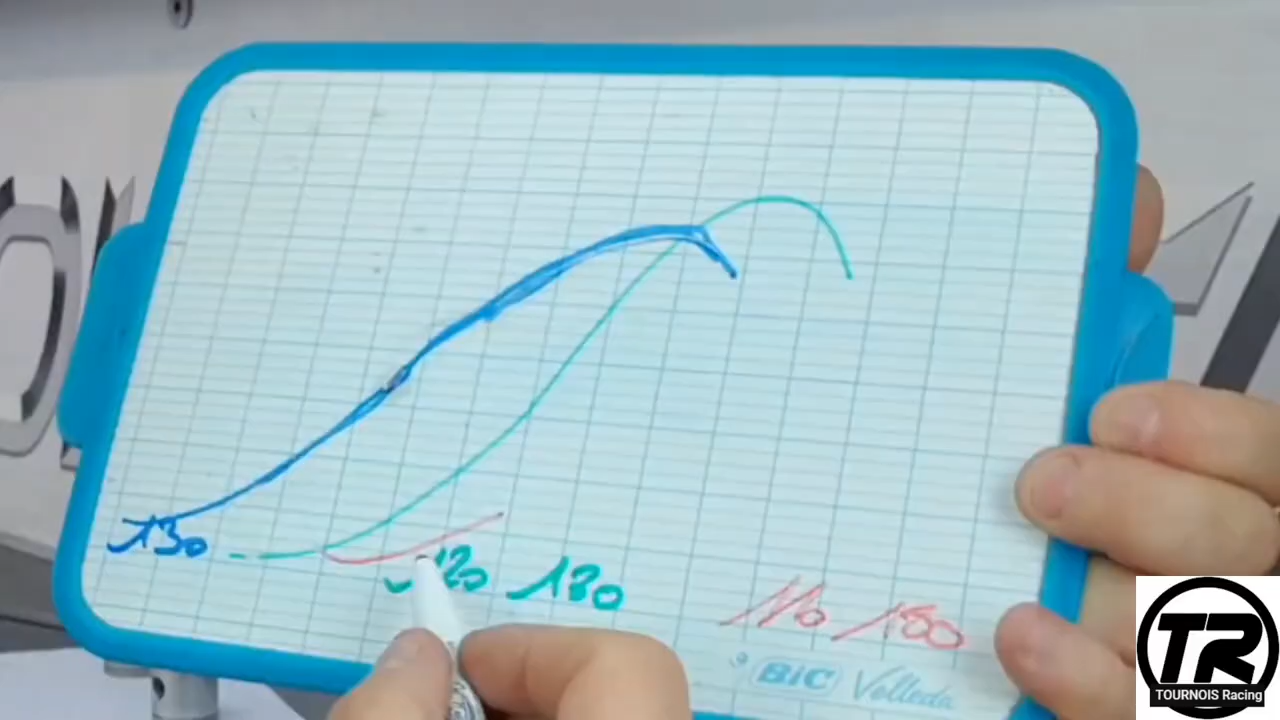 130
120 180
110 180
BIC Velleda
TR
TOURNOIS Racing